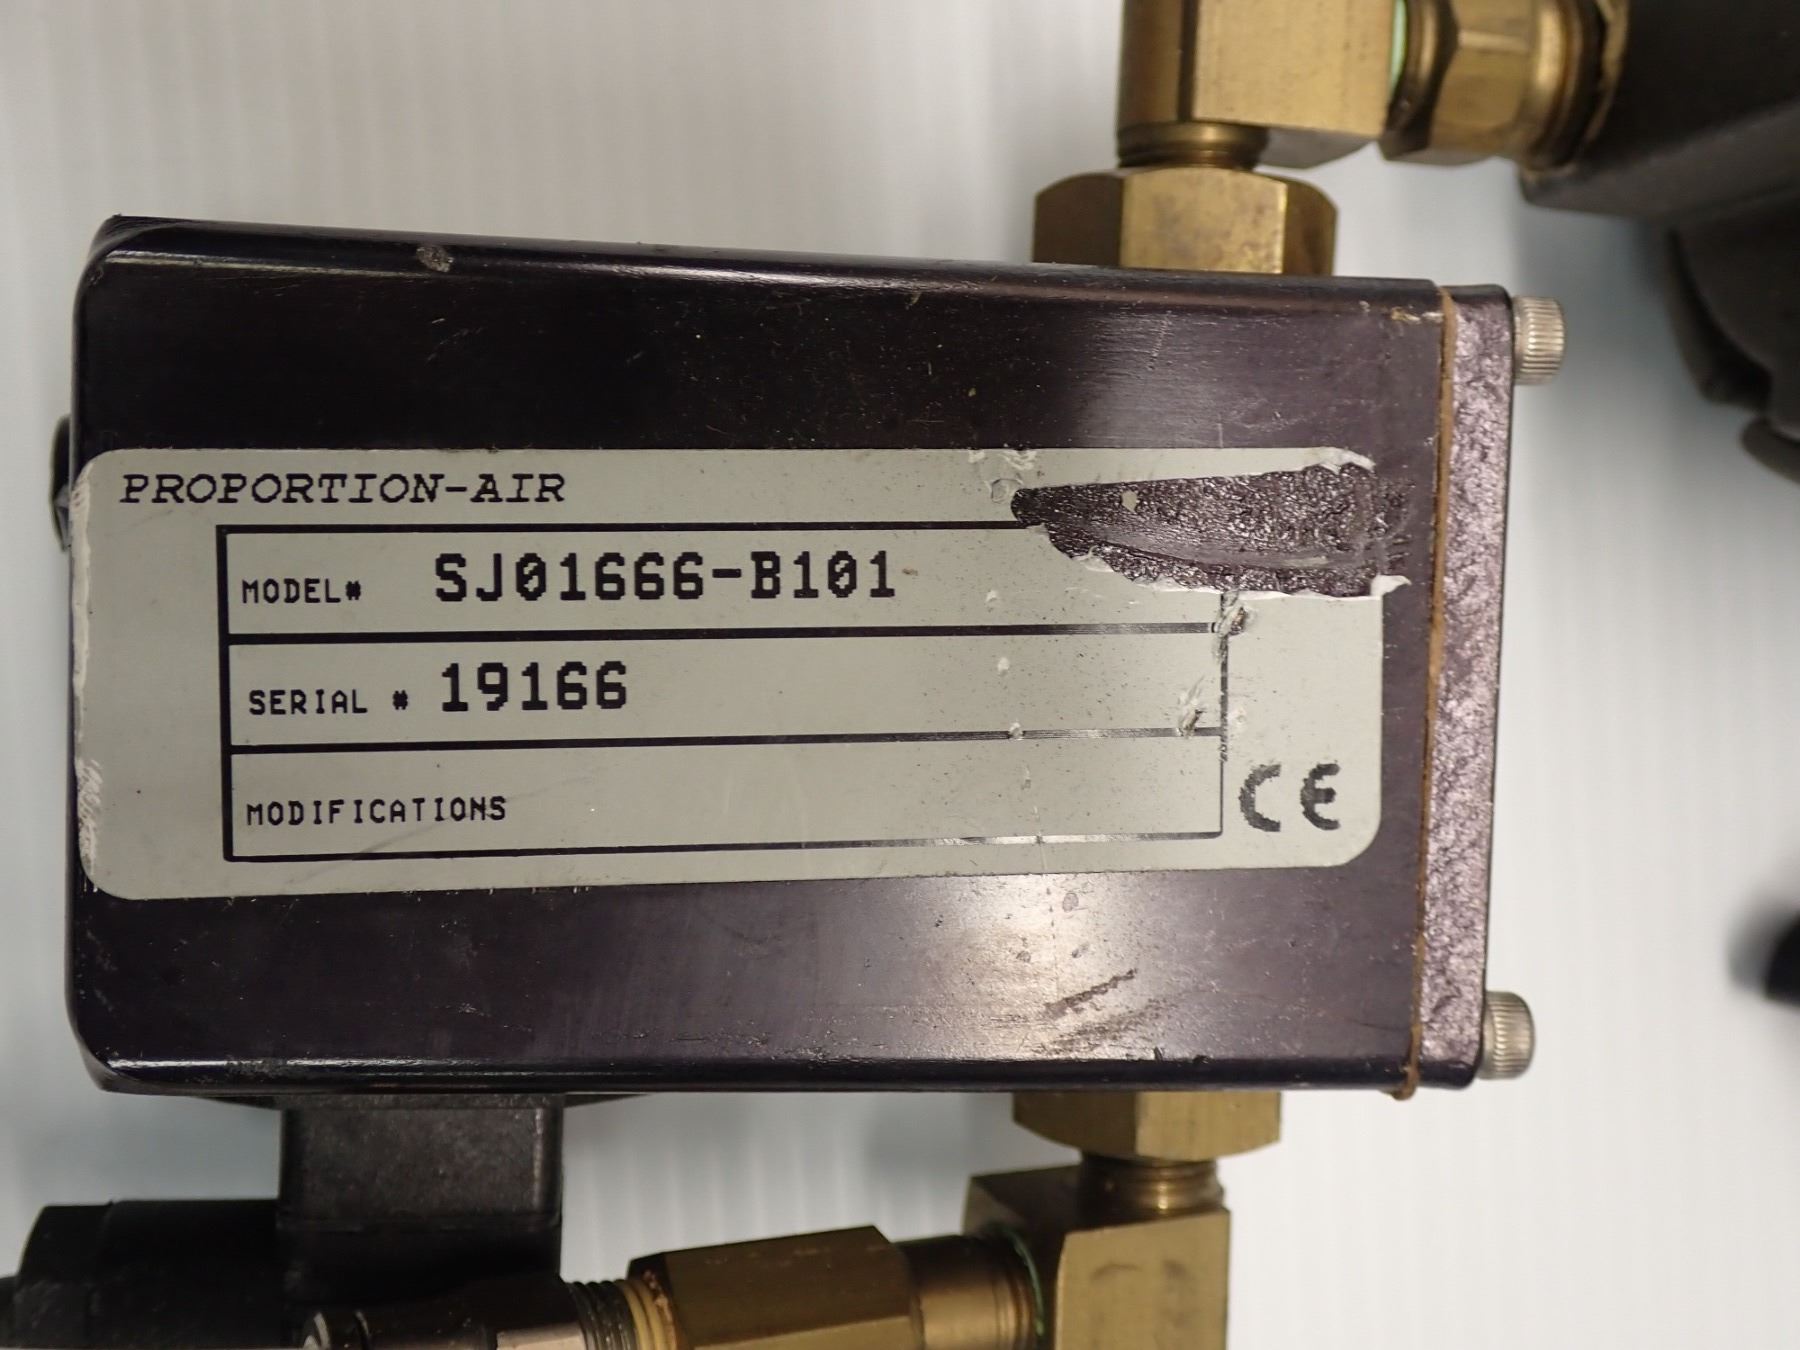 PROPORTION-AIR
MODEL# SJ01666-B101
SERIAL # 19166
MODIFICATIONS
CE